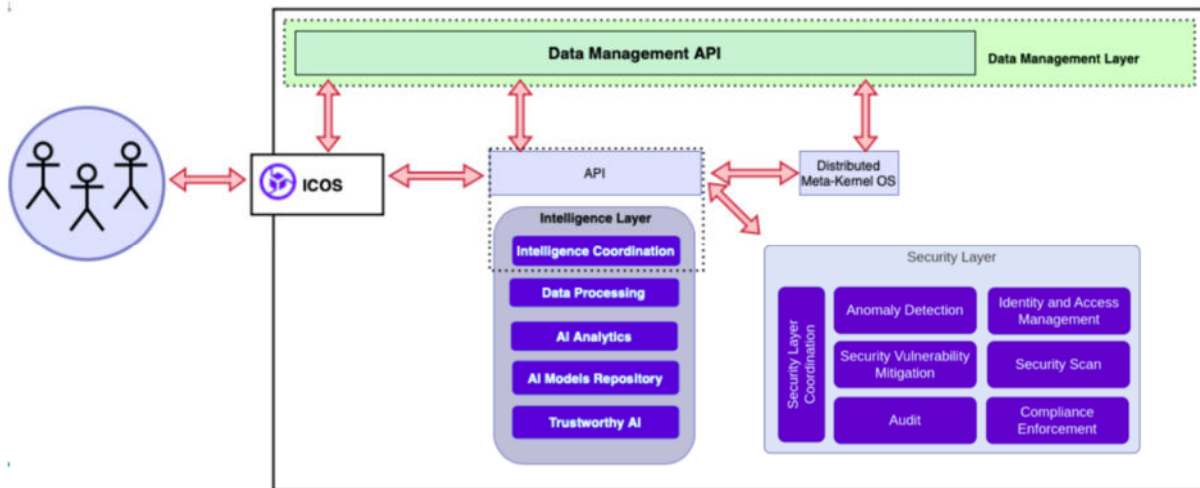 Data Management API
Data Management Layer
ICOS
API
Distributed
Meta-Kernel OS
Intelligence Layer
Intelligence Coordination
Data Processing
AI Analytics
AI Models Repository
Trustworthy AI
Security Layer
Security Layer
Coordination
Anomaly Detection
Identity and Access
Management
Security Vulnerability
Mitigation
Security Scan
Audit
Compliance
Enforcement